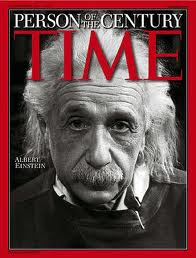 PERSON OF THE CENTURY
TIME
ALBERT
EINSTEIN